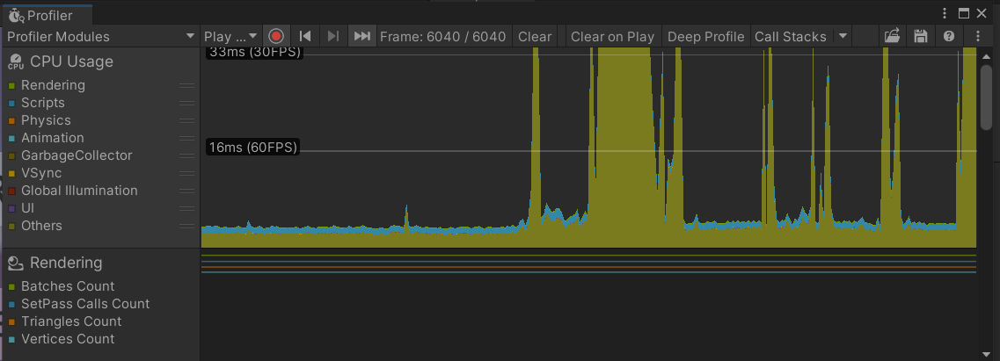 Profiler
Profiler Modules Play ... Frame: 6040 / 6040 Clear Clear on Play Deep Profile Call Stacks
CPU Usage
Rendering
Scripts
Physics
Animation
GarbageCollector
VSync
Global Illumination
UI
Others
33ms (30FPS)
16ms (60FPS)
Rendering
Batches Count
SetPass Calls Count
Triangles Count
Vertices Count